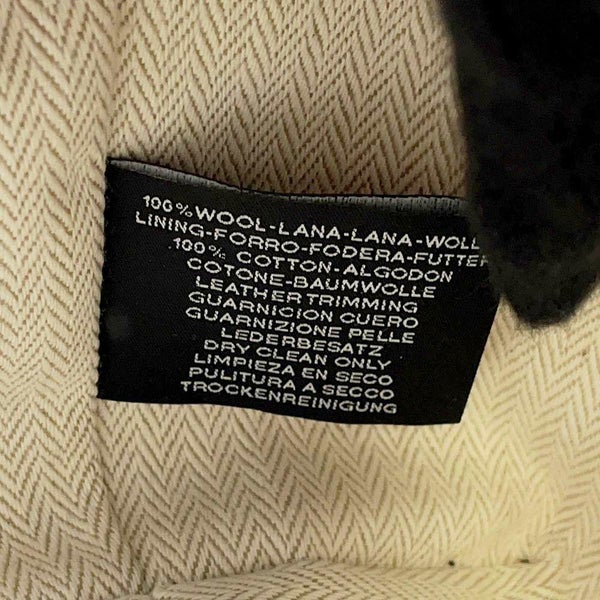 100% WOOL-LANA-LANA-WOLL
LINING-FORRO-FODERA-FUTTER
100% COTTON-ALGODON
COTONE-BAUMWOLLE
LEATHER TRIMMING
GUARNICION CUERO
GUARNIZIONE PELLE
LEDERBESATZ
DRY CLEAN ONLY
LIMPIEZA EN SECO
PULITURA A SECCO
TROCKENREINIGUNG